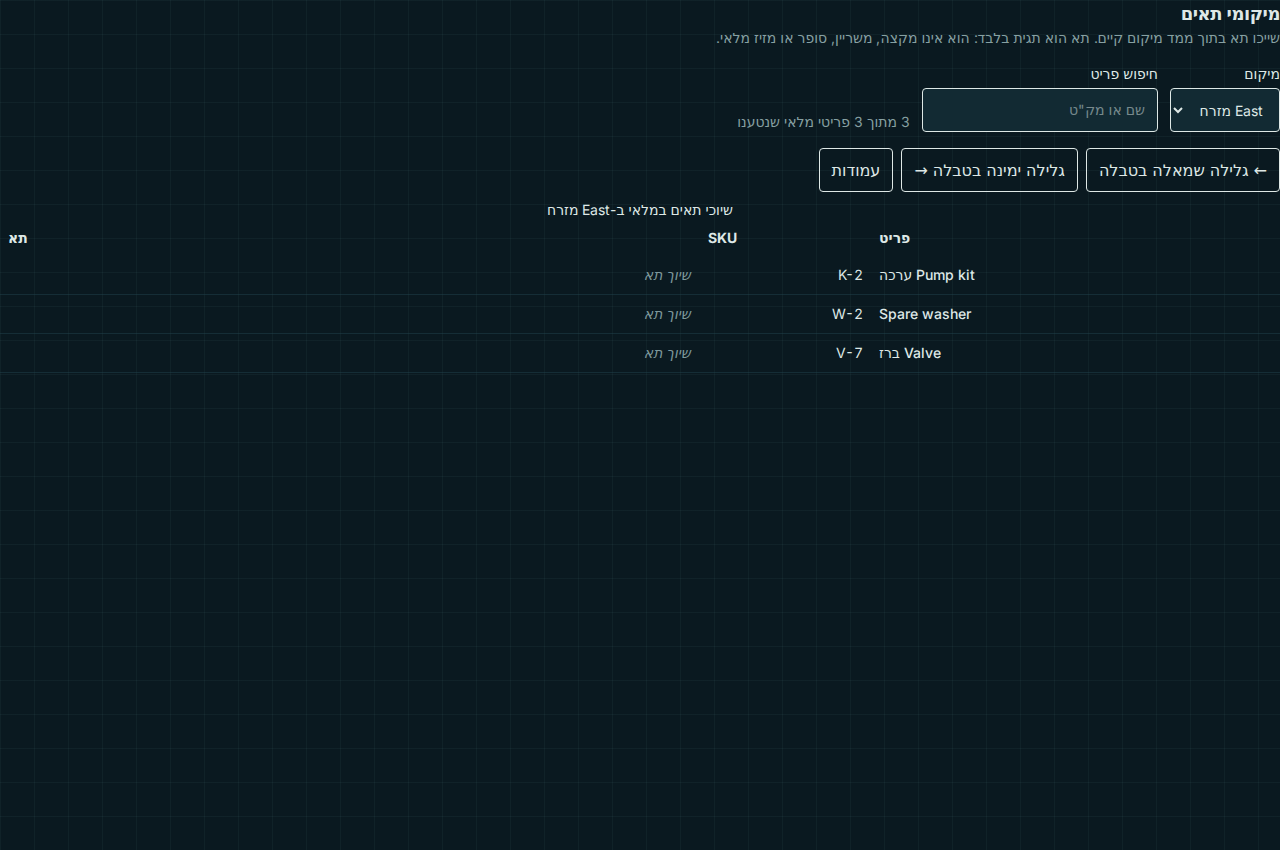 מיקומי תאים
שייכו תא בתוך ממד מיקום קיים. תא הוא תגית בלבד: הוא אינו מקצה, משריין, סופר או מזיז מלאי.
מיקום
חיפוש פריט
East מזרח
שם או מק"ט
3 מתוך 3 פריטי מלאי שנטענו
← גלילה שמאלה בטבלה
גלילה ימינה בטבלה →
עמודות
שיוכי תאים במלאי ב-East מזרח
פריט SKU תא
Pump kit ערכה K-2 שיוך תא
Spare washer W-2 שיוך תא
Valve ברז V-7 שיוך תא